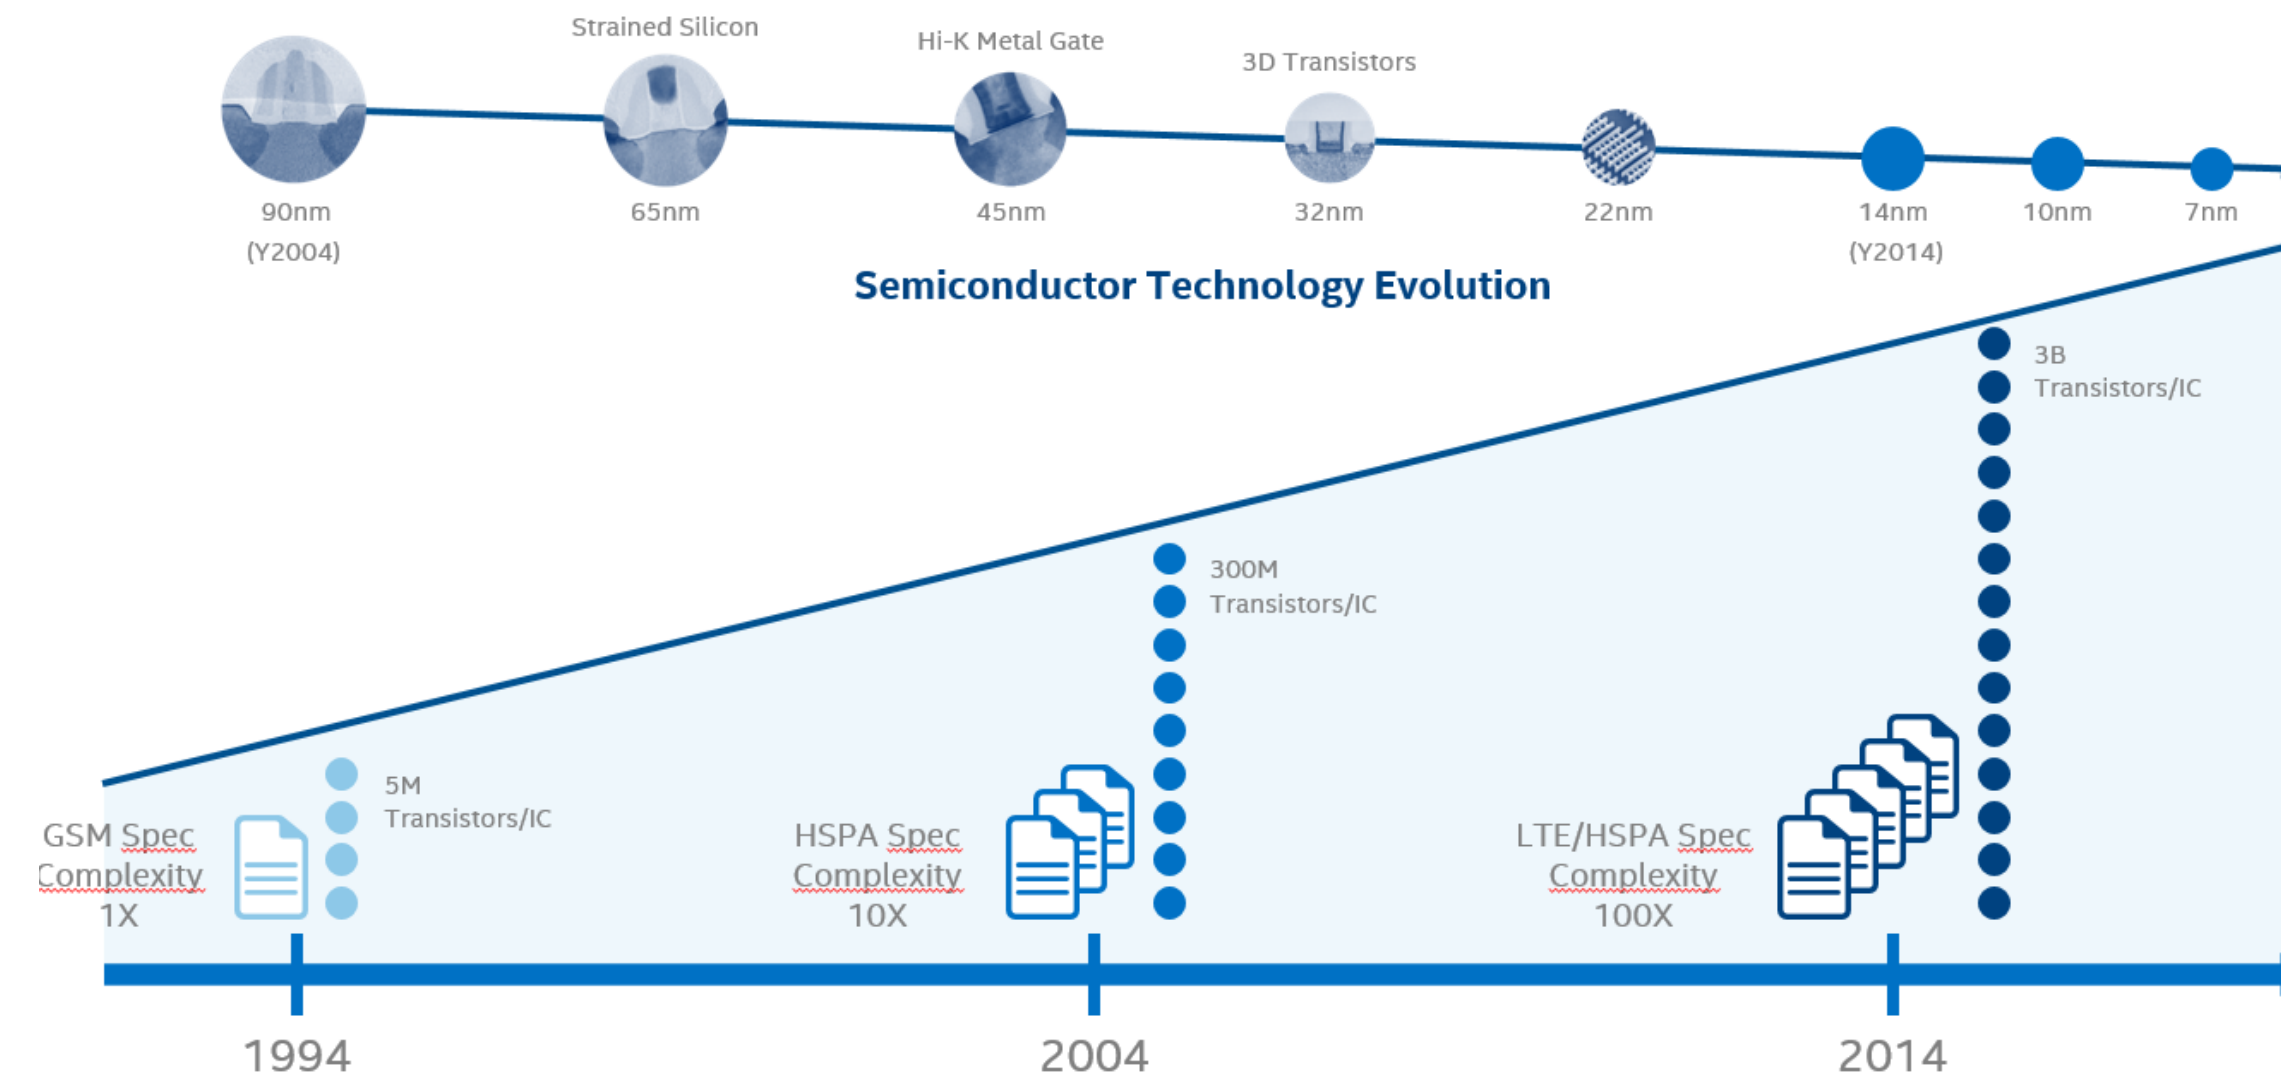 Strained Silicon
Hi-K Metal Gate
3D Transistors
90nm
(Y2004)
65nm
45nm
32nm
22nm
14nm
(Y2014)
10nm
7nm
Semiconductor Technology Evolution
3B
Transistors/IC
300M
Transistors/IC
5M
Transistors/IC
GSM Spec
Complexity
1X
HSPA Spec
Complexity
10X
LTE/HSPA Spec
Complexity
100X
1994
2004
2014